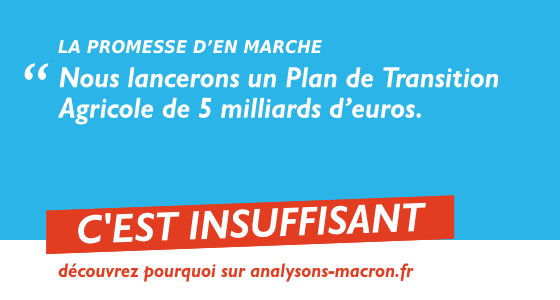 LA PROMESSE D’EN MARCHE
“ Nous lancerons un Plan de Transition
Agricole de 5 milliards d’euros.
C'EST INSUFFISANT
découvrez pourquoi sur analysons-macron.fr